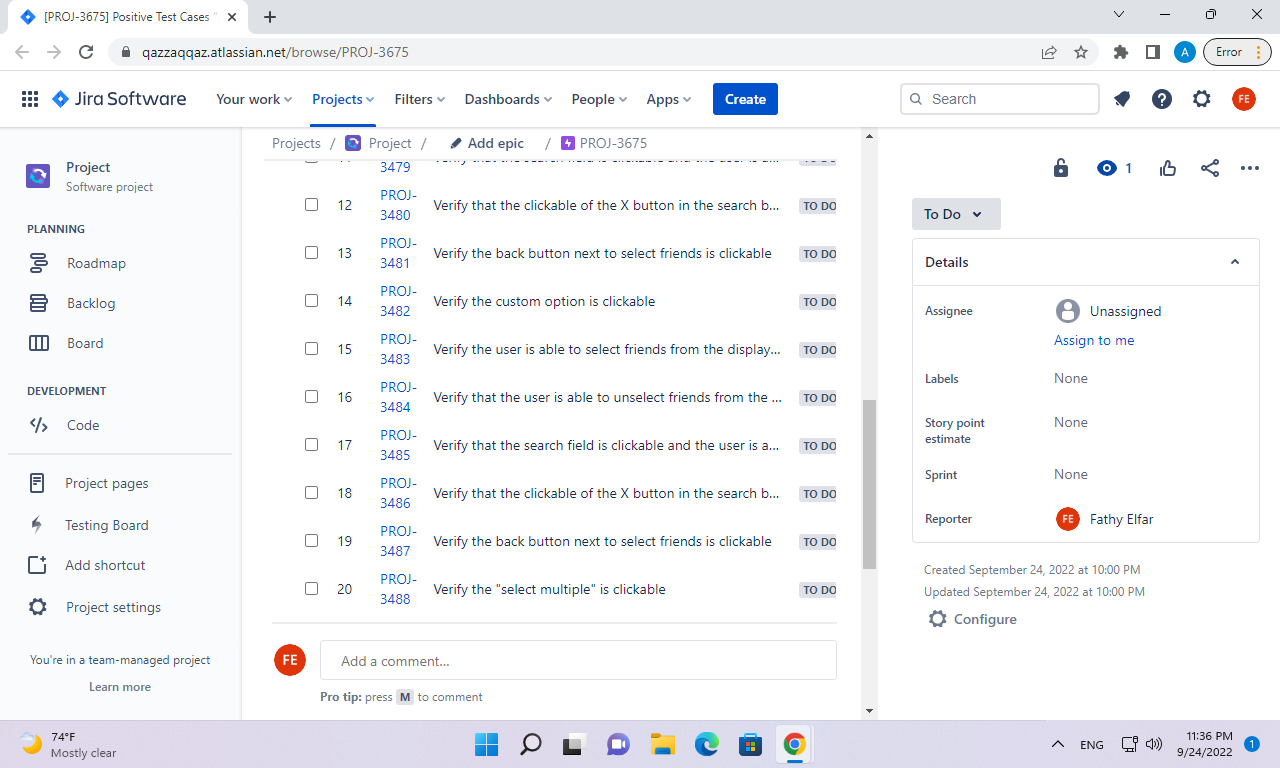 [PROJ-3675] Positive Test Cases "
qazzaqqaz.atlassian.net/browse/PROJ-3675
A
Error
Jira Software
Your work
Projects
Filters
Dashboards
People
Apps
Create
Search
FE
Project
Software project
PLANNING
Roadmap
Backlog
Board
DEVELOPMENT
Code
Project pages
Testing Board
Add shortcut
Project settings
You're in a team-managed project
Learn more
Projects / Project / Add epic / PROJ-3675
3479 Verify that the search field is clickable and the user is a... TO DO
12 PROJ-3480 Verify that the clickable of the X button in the search b... TO DO
13 PROJ-3481 Verify the back button next to select friends is clickable TO DO
14 PROJ-3482 Verify the custom option is clickable TO DO
15 PROJ-3483 Verify the user is able to select friends from the display... TO DO
16 PROJ-3484 Verify that the user is able to unselect friends from the ... TO DO
17 PROJ-3485 Verify that the search field is clickable and the user is a... TO DO
18 PROJ-3486 Verify that the clickable of the X button in the search b... TO DO
19 PROJ-3487 Verify the back button next to select friends is clickable TO DO
20 PROJ-3488 Verify the "select multiple" is clickable TO DO
FE
Add a comment...
Pro tip: press M to comment
1
To Do
Details
Assignee
Unassigned
Assign to me
Labels
None
Story point estimate
None
Sprint
None
Reporter
FE
Fathy Elfar
Created September 24, 2022 at 10:00 PM
Updated September 24, 2022 at 10:00 PM
Configure
74°F
Mostly clear
ENG
11:36 PM
9/24/2022
1